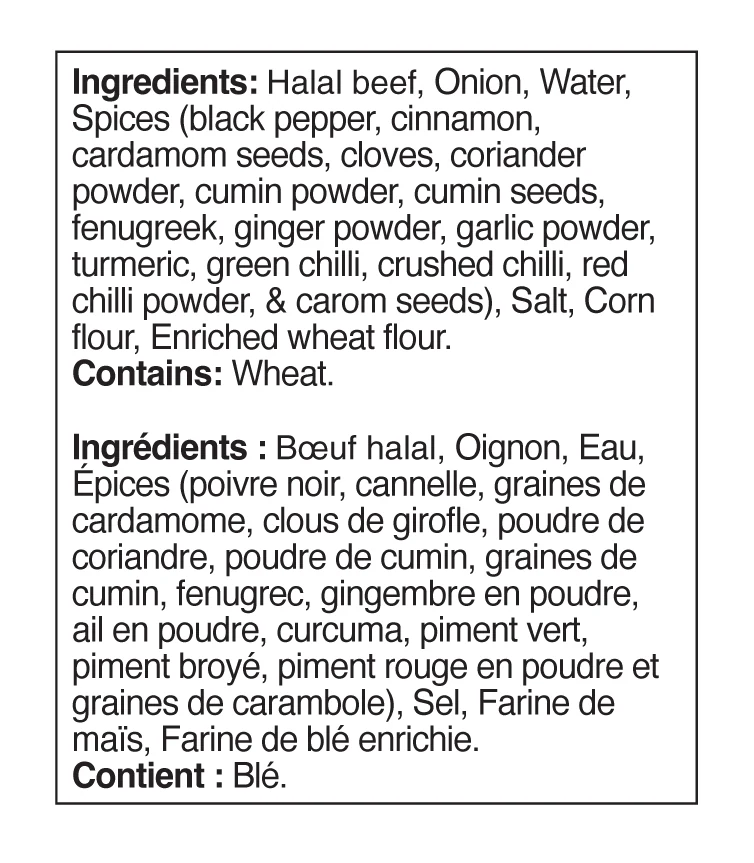 Ingredients: Halal beef, Onion, Water,
Spices (black pepper, cinnamon,
cardamom seeds, cloves, coriander
powder, cumin powder, cumin seeds,
fenugreek, ginger powder, garlic powder,
turmeric, green chilli, crushed chilli, red
chilli powder, & carom seeds), Salt, Corn
flour, Enriched wheat flour.
Contains: Wheat.
Ingrédients : Bœuf halal, Oignon, Eau,
Épices (poivre noir, cannelle, graines de
cardamome, clous de girofle, poudre de
coriandre, poudre de cumin, graines de
cumin, fenugrec, gingembre en poudre,
ail en poudre, curcuma, piment vert,
piment broyé, piment rouge en poudre et
graines de carambole), Sel, Farine de
maïs, Farine de blé enrichie.
Contient : Blé.